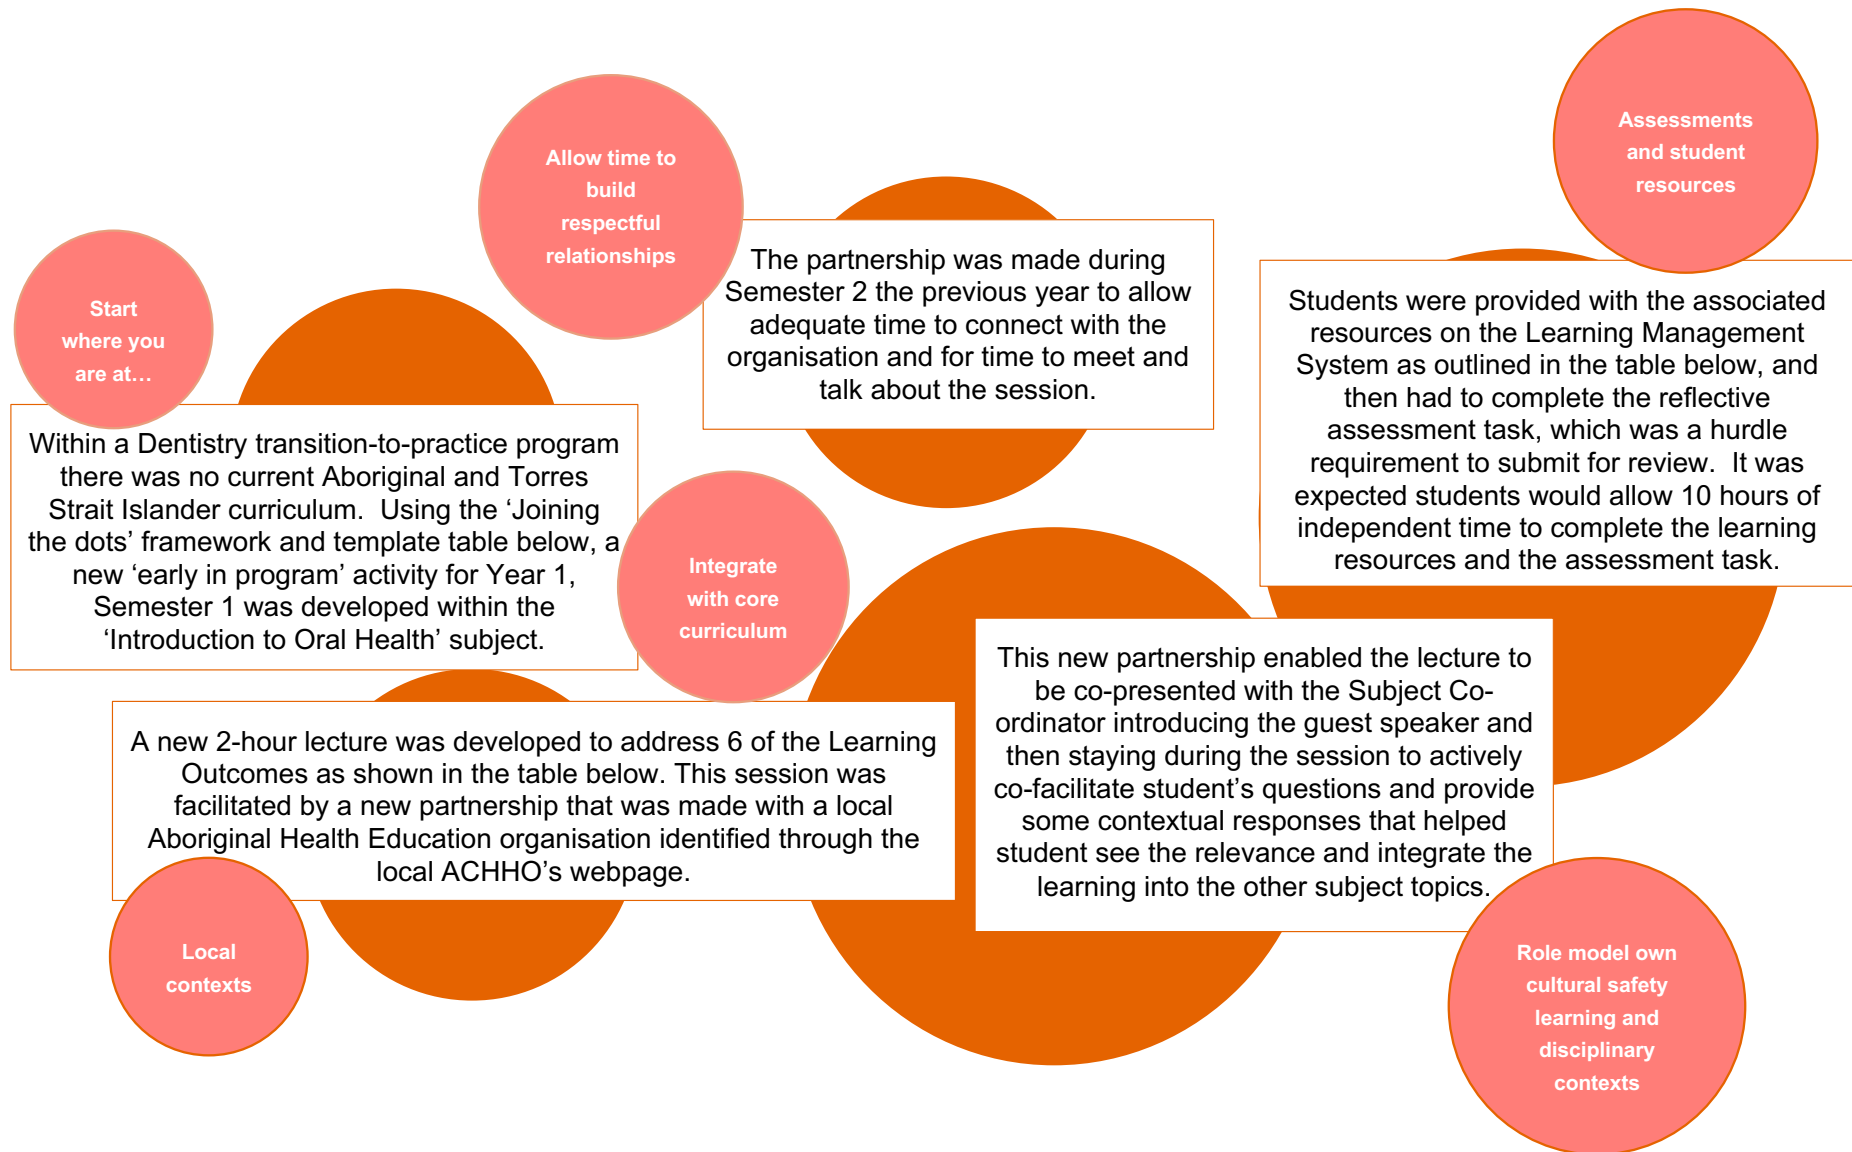 Start
where you
are at…
Within a Dentistry transition-to-practice program
there was no current Aboriginal and Torres
Strait Islander curriculum.  Using the ‘Joining
the dots’ framework and template table below, a
new ‘early in program’ activity for Year 1,
Semester 1 was developed within the
‘Introduction to Oral Health’ subject.
Allow time to
build
respectful
relationships
The partnership was made during
Semester 2 the previous year to allow
adequate time to connect with the
organisation and for time to meet and
talk about the session.
Integrate
with core
curriculum
A new 2-hour lecture was developed to address 6 of the Learning
Outcomes as shown in the table below. This session was
facilitated by a new partnership that was made with a local
Aboriginal Health Education organisation identified through the
local ACHHO’s webpage.
Local
contexts
This new partnership enabled the lecture to
be co-presented with the Subject Co-
ordinator introducing the guest speaker and
then staying during the session to actively
co-facilitate student’s questions and provide
some contextual responses that helped
student see the relevance and integrate the
learning into the other subject topics.
Role model own
cultural safety
learning and
disciplinary
contexts
Assessments
and student
resources
Students were provided with the associated
resources on the Learning Management
System as outlined in the table below, and
then had to complete the reflective
assessment task, which was a hurdle
requirement to submit for review.  It was
expected students would allow 10 hours of
independent time to complete the learning
resources and the assessment task.